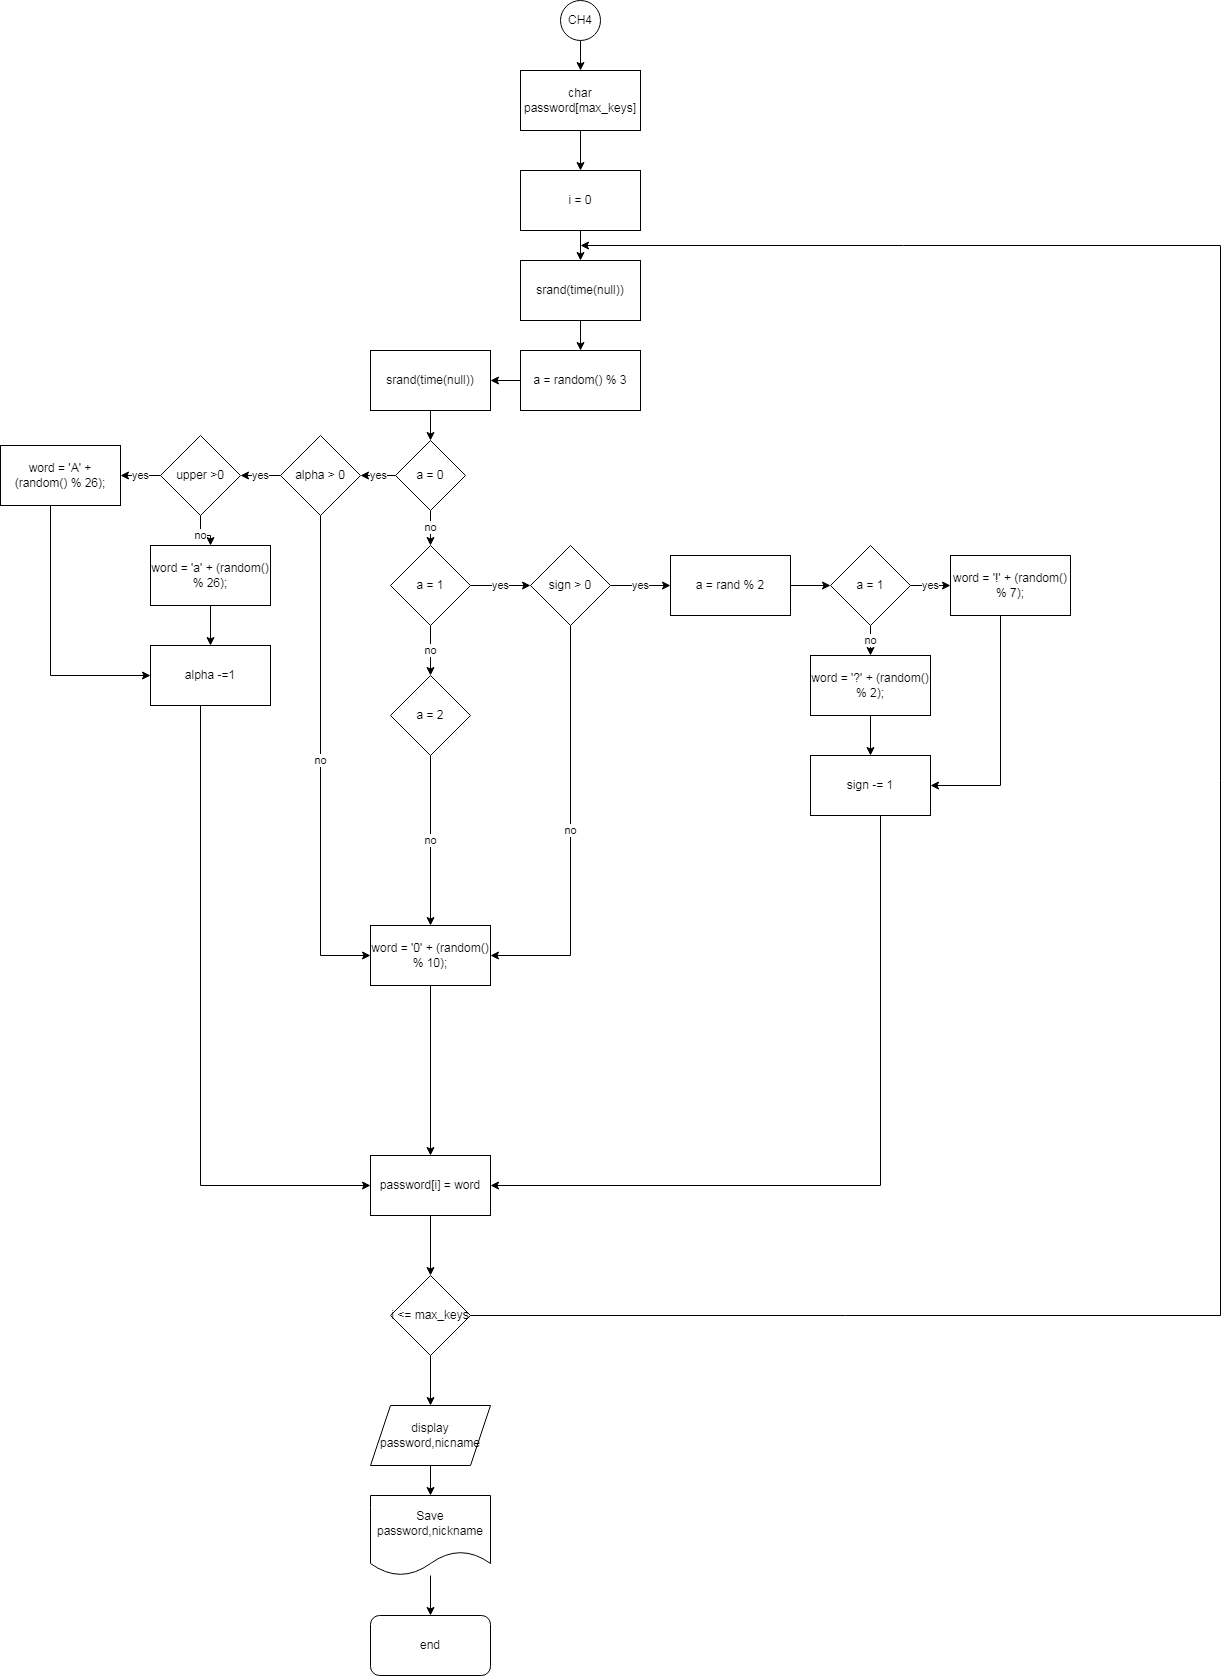 CH4
char
password[max_keys]
i = 0
srand(time(null))
srand(time(null))
a = random() % 3
word = 'A' +
(random() % 26);
yes
upper >0
yes
alpha > 0
yes
a = 0
no
no
word = 'a' + (random()
% 26);
a = 1
yes
sign > 0
yes
a = rand % 2
a = 1
yes
word = '!' + (random()
% 7);
no
no
alpha -=1
word = '?' + (random()
% 2);
a = 2
no
sign -= 1
no
no
word = '0' + (random()
% 10);
password[i] = word
i <= max_keys
display
password,nicname
Save
password,nickname
end